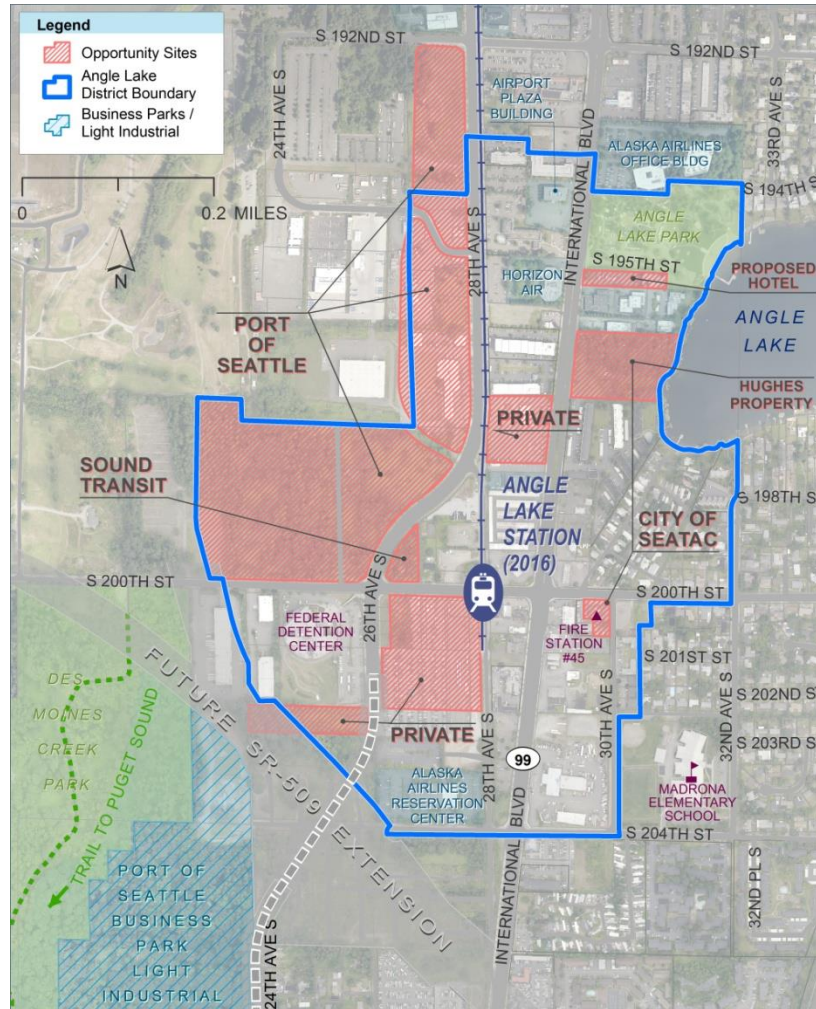 Legend
Opportunity Sites
Angle Lake
District Boundary
Business Parks /
Light Industrial
0
0.2 MILES
N
S 192ND ST
S 192ND ST
24TH AVE S
AIRPORT
PLAZA
BUILDING
INTERNATIONAL BLVD
ALASKA AIRLINES
OFFICE BLDG
33RD AVE S
S 194TH S
ANGLE
LAKE PARK
28TH AVE S
S 195TH ST
HORIZON
AIR
PROPOSED
HOTEL
ANGLE
LAKE
HUGHES
PROPERTY
PORT
OF
SEATTLE
PRIVATE
SOUND
TRANSIT
ANGLE
LAKE
STATION
(2016)
CITY OF
SEATAC
S 198TH S
S 200TH ST
S 200TH ST
26TH AVE S
FEDERAL
DETENTION
CENTER
FIRE
STATION
#45
S 201ST ST
DES
MOINES
CREEK
PARK
TRAIL TO PUGET SOUND
FUTURE SR-509 EXTENSION
PRIVATE
28TH AVE S
30TH AVE S
32ND AVE S
S 202ND S
S 203RD S
99
MADRONA
ELEMENTARY
SCHOOL
ALASKA
AIRLINES
RESERVATION
CENTER
INTERNATIONAL BLVD
S 204TH ST
32ND PL S
PORT OF
SEATTLE
BUSINESS
PARK
LIGHT
INDUSTRIAL
24TH AVE S